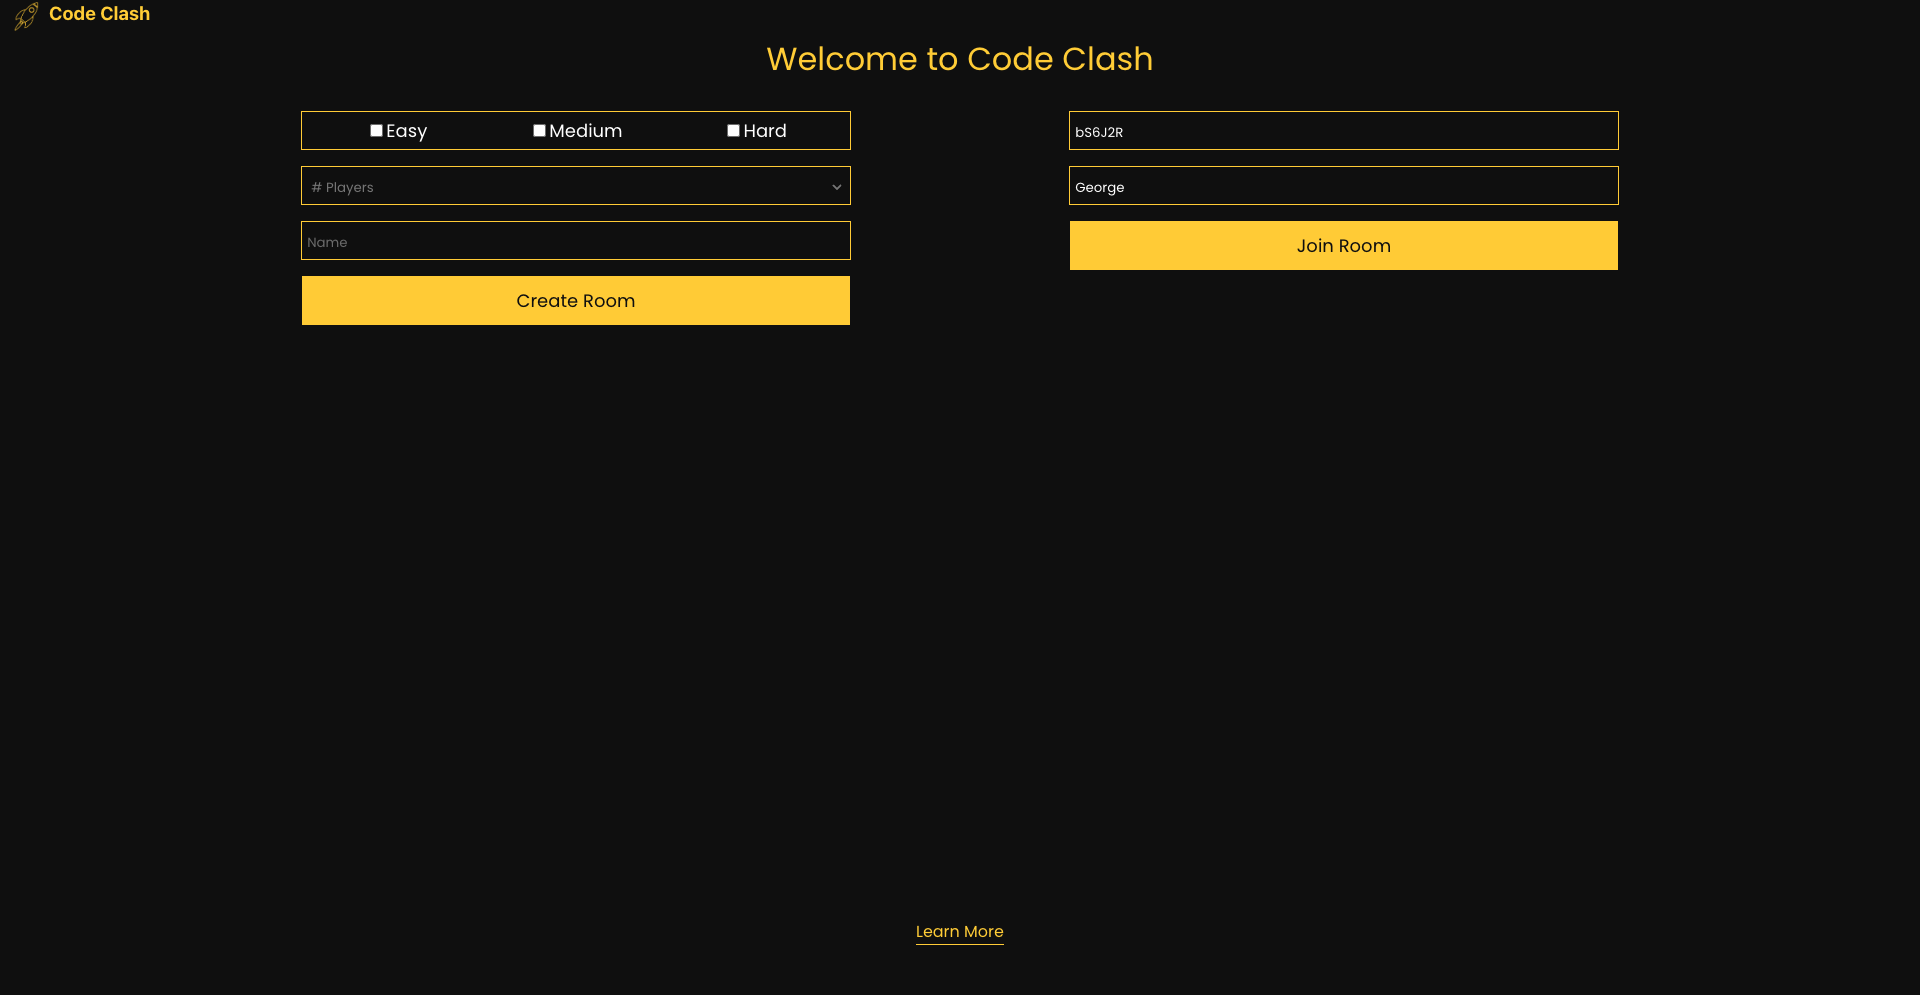 Code Clash
Welcome to Code Clash
Easy Medium Hard
# Players
Name
Create Room
bS6J2R
George
Join Room
Learn More